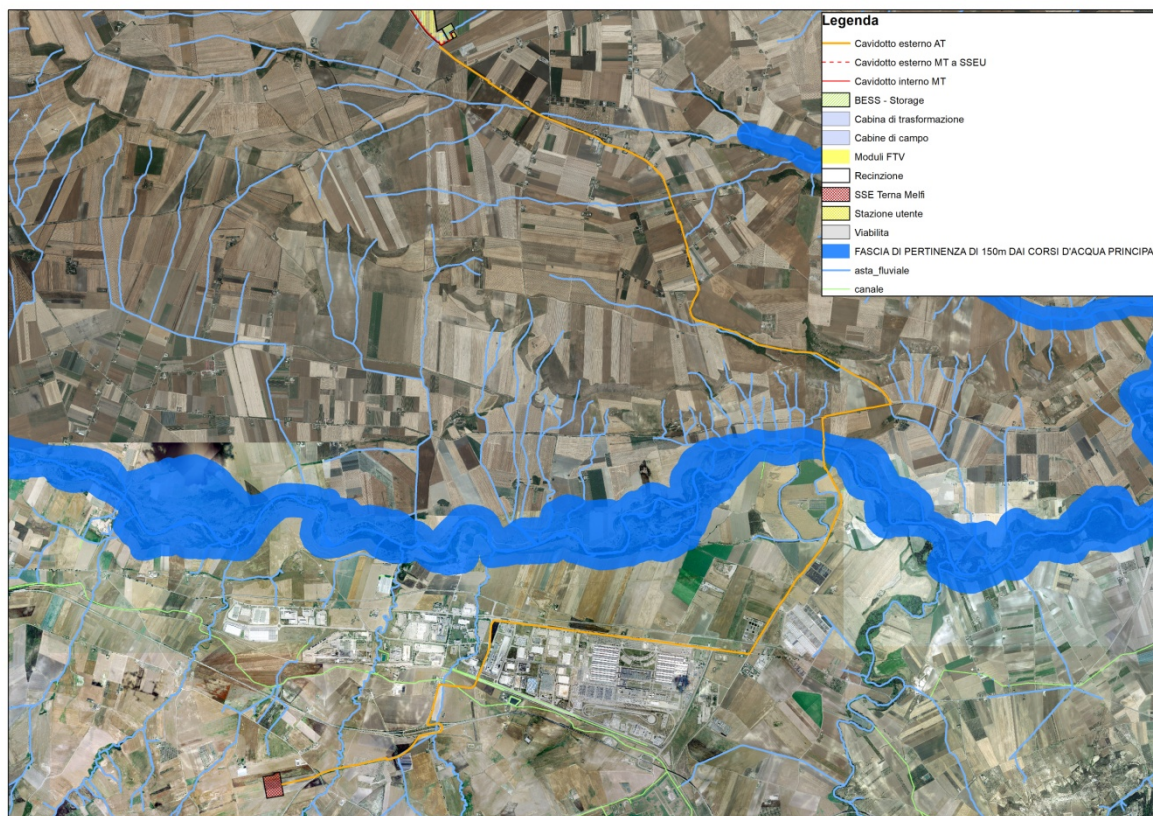 Legenda
Cavidotto esterno AT
Cavidotto esterno MT a SSEU
Cavidotto interno MT
BESS - Storage
Cabina di trasformazione
Cabine di campo
Moduli FTV
Recinzione
SSE Terna Melfi
Stazione utente
Viabilita
FASCIA DI PERTINENZA DI 150m DAI CORSI D'ACQUA PRINCIPA
asta_fluviale
canale